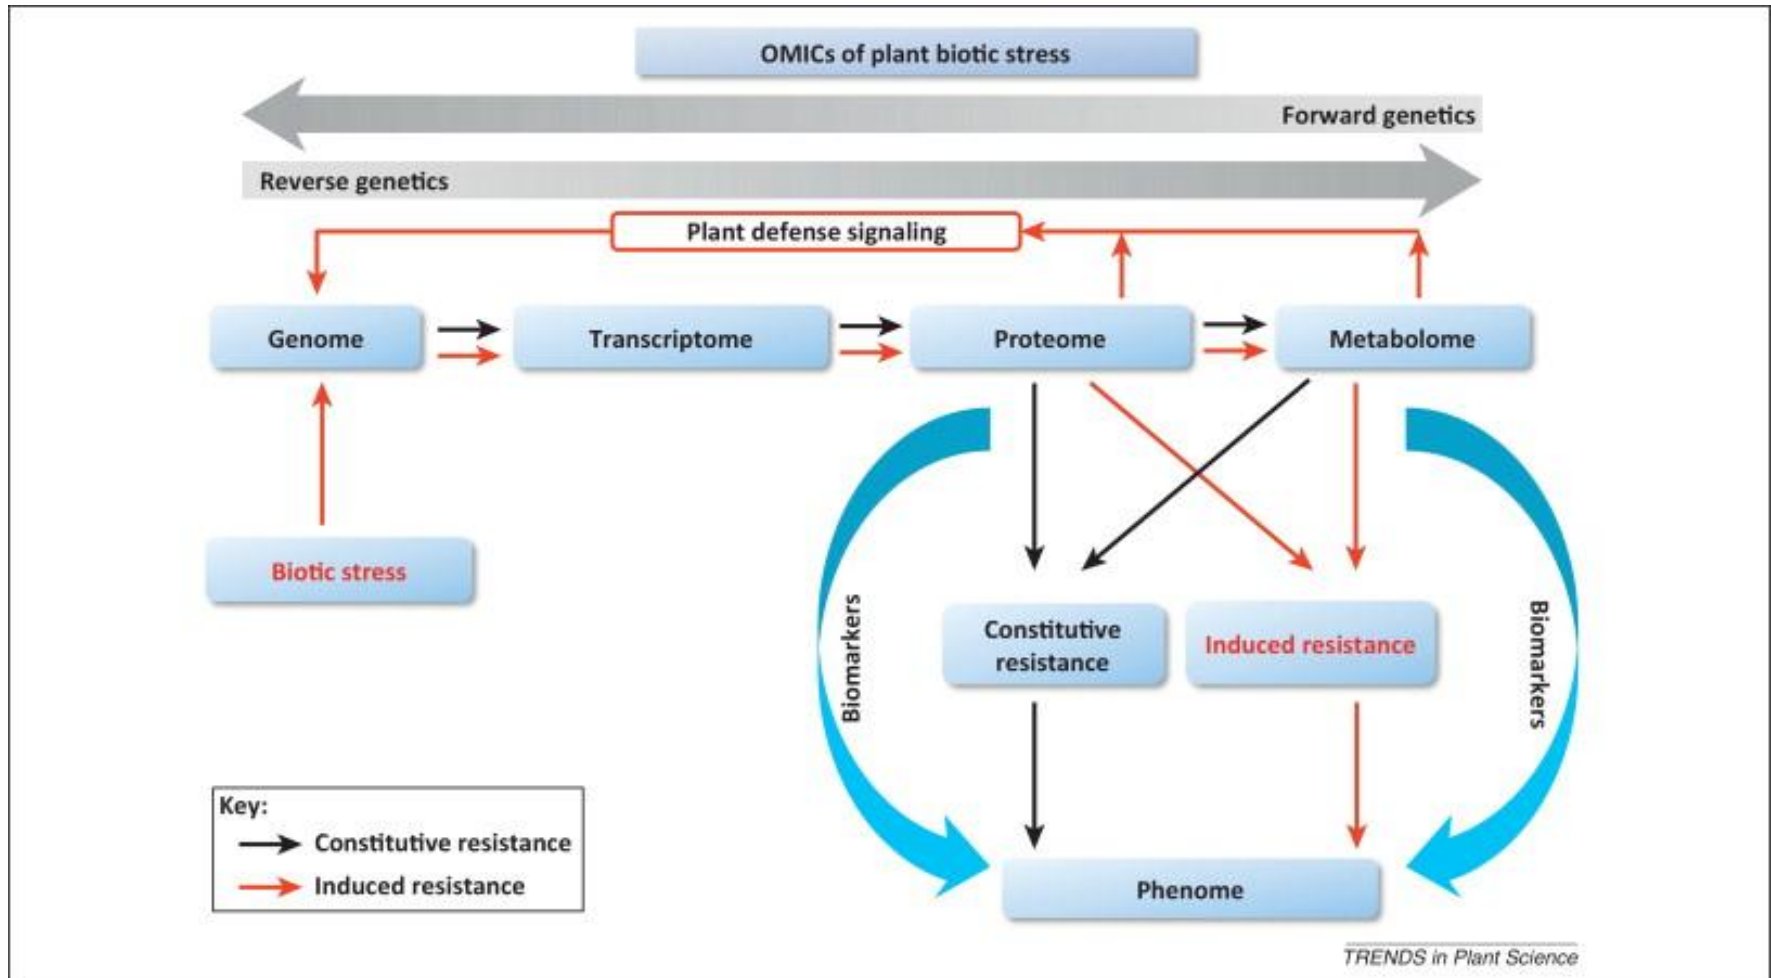 OMICs of plant biotic stress
Forward genetics
Reverse genetics
Plant defense signaling
Genome
Transcriptome
Proteome
Metabolome
Biotic stress
Biomarkers
Constitutive
resistance
Induced resistance
Biomarkers
Key:
Constitutive resistance
Induced resistance
Phenome
TRENDS in Plant Science